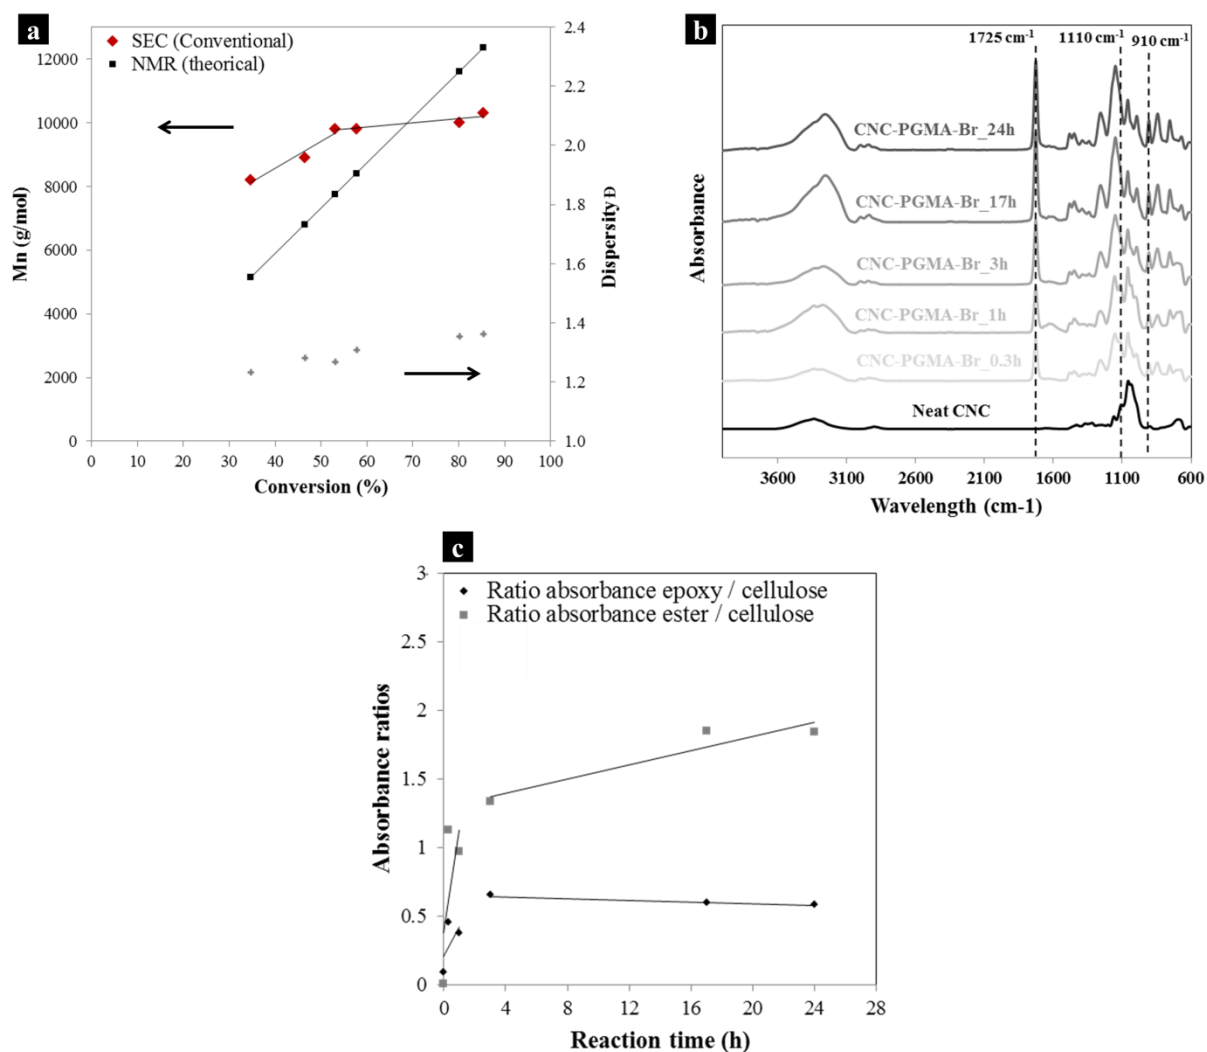 a
SEC (Conventional)
NMR (theorical)
12000
10000
8000
6000
4000
2000
0
Mn (g/mol)
0 10 20 30 40 50 60 70 80 90 100
Conversion (%)
2.4
2.2
2.0
1.8
1.6
1.4
1.2
1.0
Dispersity Đ
b
1725 cm-1 1110 cm-1 910 cm-1
CNC-PGMA-Br_24h
CNC-PGMA-Br_17h
CNC-PGMA-Br_3h
CNC-PGMA-Br_1h
CNC-PGMA-Br_0.3h
Neat CNC
Absorbance
3600 3100 2600 2100 1600 1100 600
Wavelength (cm-1)
c
Ratio absorbance epoxy / cellulose
Ratio absorbance ester / cellulose
3
2.5
2
1.5
1
0.5
0
Absorbance ratios
0 4 8 12 16 20 24 28
Reaction time (h)